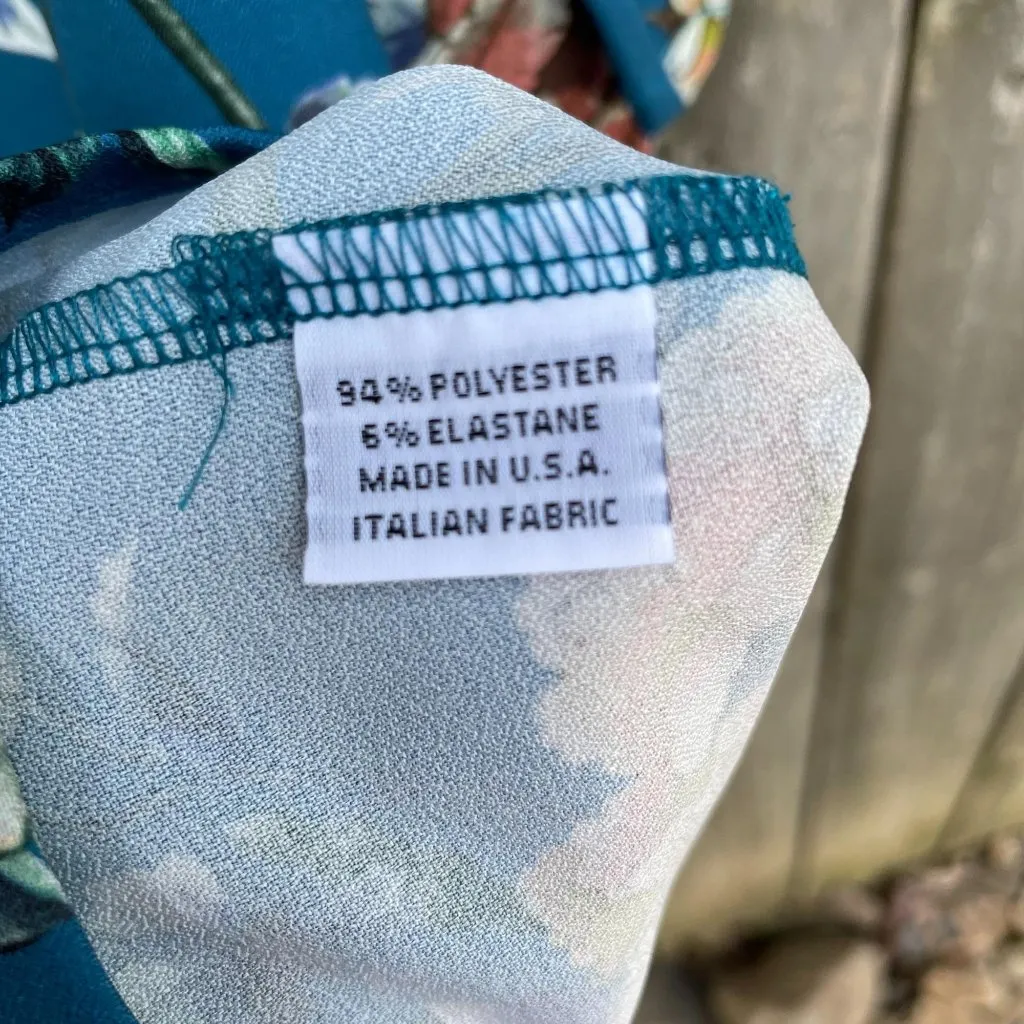 94% POLYESTER
6% ELASTANE
MADE IN U.S.A.
ITALIAN FABRIC